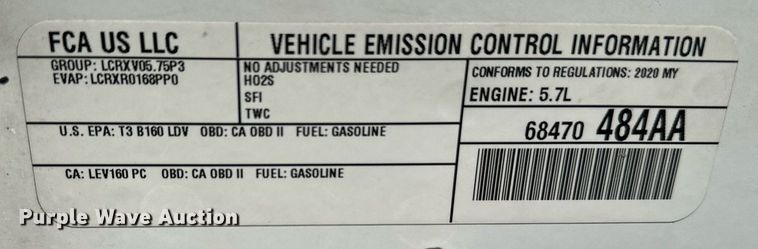 FCA US LLC
VEHICLE EMISSION CONTROL INFORMATION
GROUP: LCRXV05.75P3
EVAP: LCRXR0168PP0
NO ADJUSTMENTS NEEDED
HO2S
SFI
TWC
CONFORMS TO REGULATIONS: 2020 MY
ENGINE: 5.7L
U.S. EPA: T3 B160 LDV OBD: CA OBD II FUEL: GASOLINE
68470 484AA
CA: LEV160 PC OBD: CA OBD II FUEL: GASOLINE
Purple Wave Auction